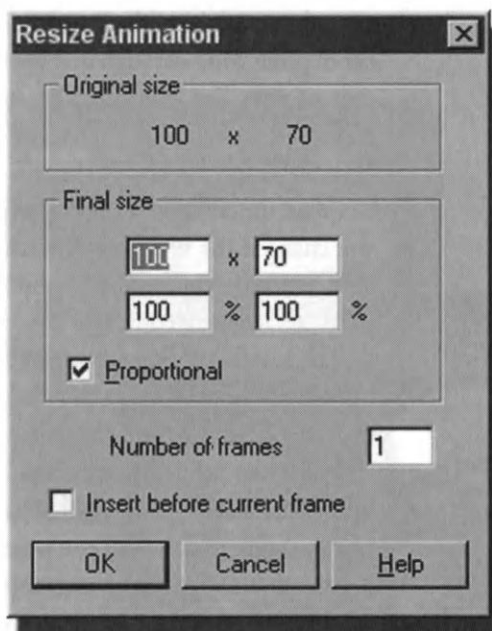 Resize Animation
Original size
100 x 70
Final size
100 x 70
100 % 100 %
Proportional
Number of frames 1
Insert before current frame
OK Cancel Help